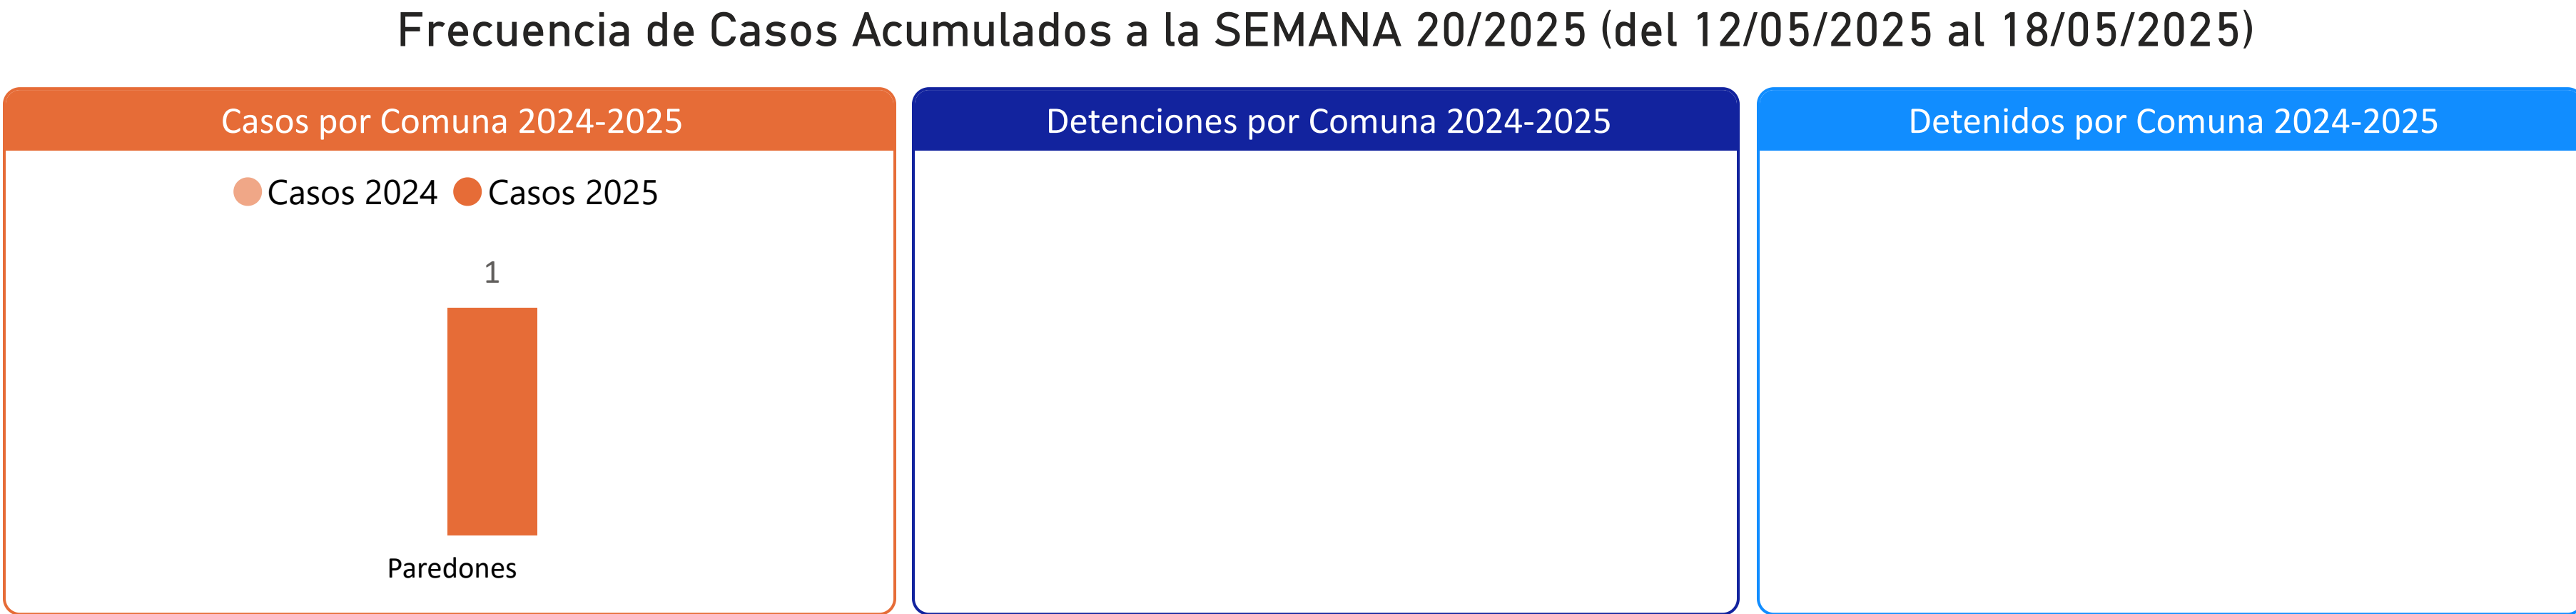 Frecuencia de Casos Acumulados a la SEMANA 20/2025 (del 12/05/2025 al 18/05/2025)
Casos por Comuna 2024-2025
Casos 2024 Casos 2025
1
Paredones
Detenciones por Comuna 2024-2025
Detenidos por Comuna 2024-2025